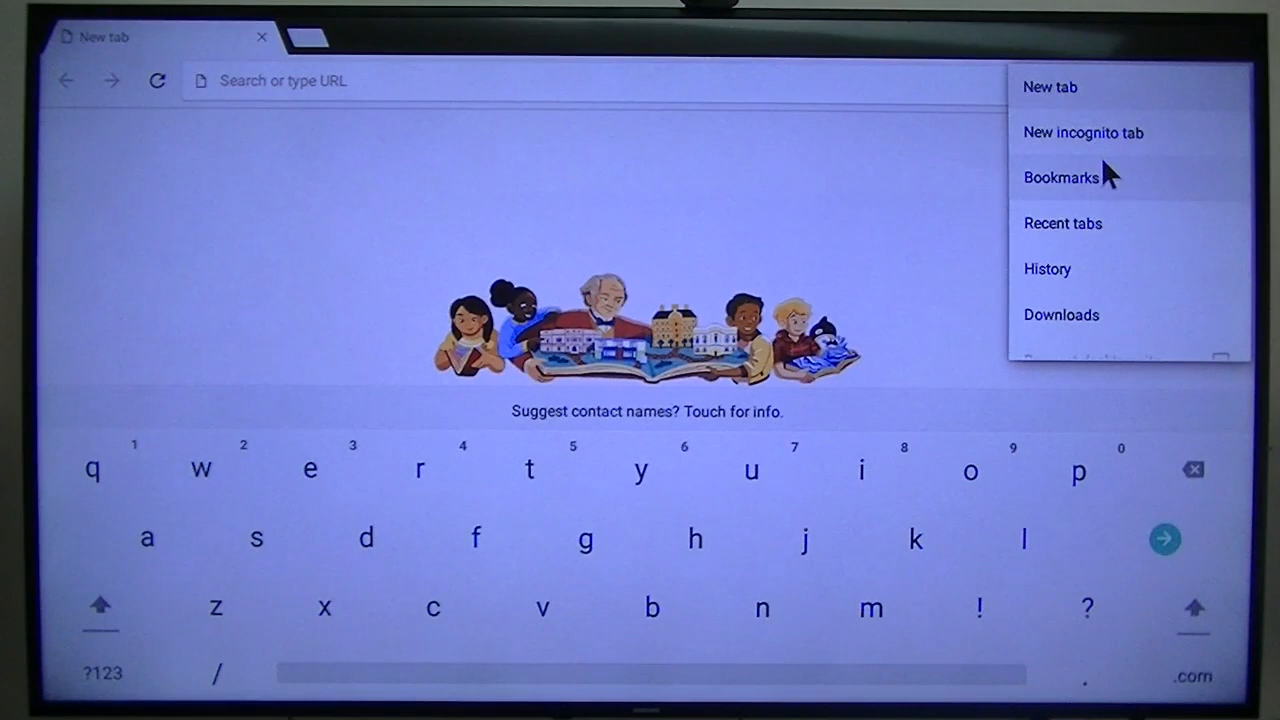 New tab
Search or type URL
New tab
New incognito tab
Bookmarks
Recent tabs
History
Downloads
Suggest contact names? Touch for info.
1 2 3 4 5 6 7 8 9 0
q w e r t y u i o p
a s d f g h j k l
z x c v b n m ! ?
?123 / . .com